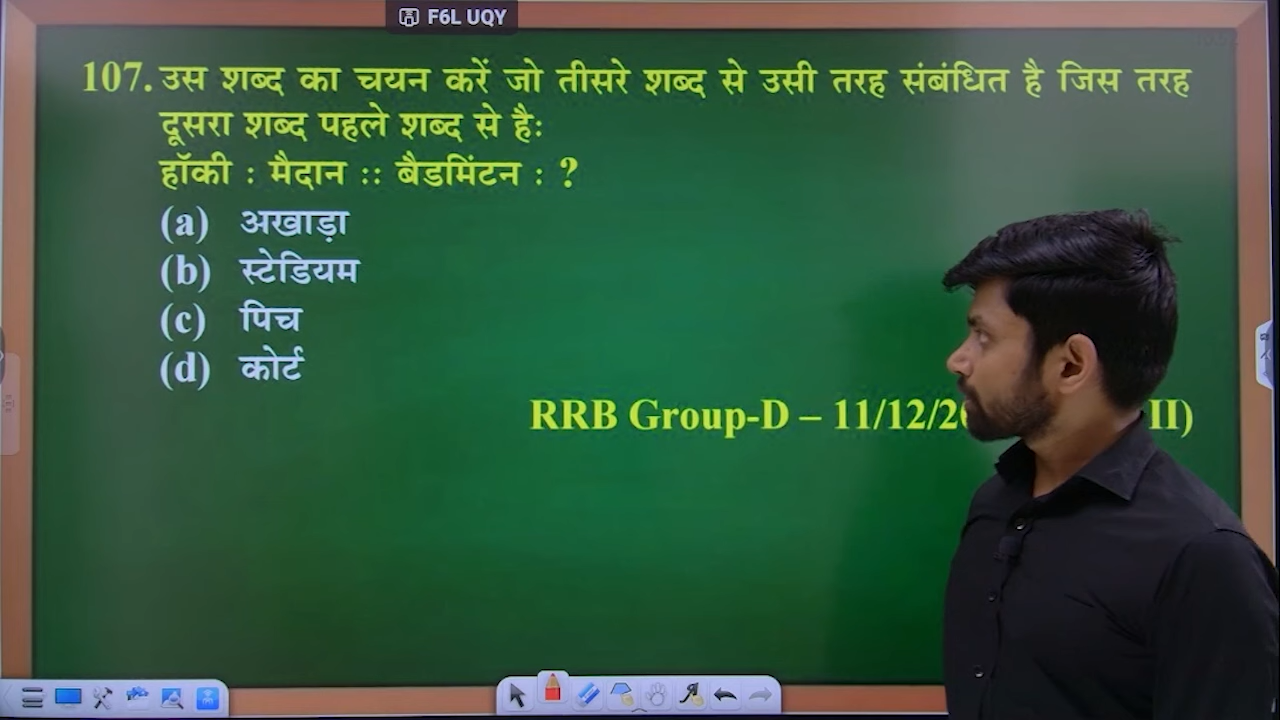 F6L UQY
107. उस शब्द का चयन करें जो तीसरे शब्द से उसी तरह संबंधित है जिस तरह
दूसरा शब्द पहले शब्द से है:
हॉकी : मैदान :: बैडमिंटन : ?
(a) अखाड़ा
(b) स्टेडियम
(c) पिच
(d) कोर्ट
RRB Group-D – 11/12/ II)